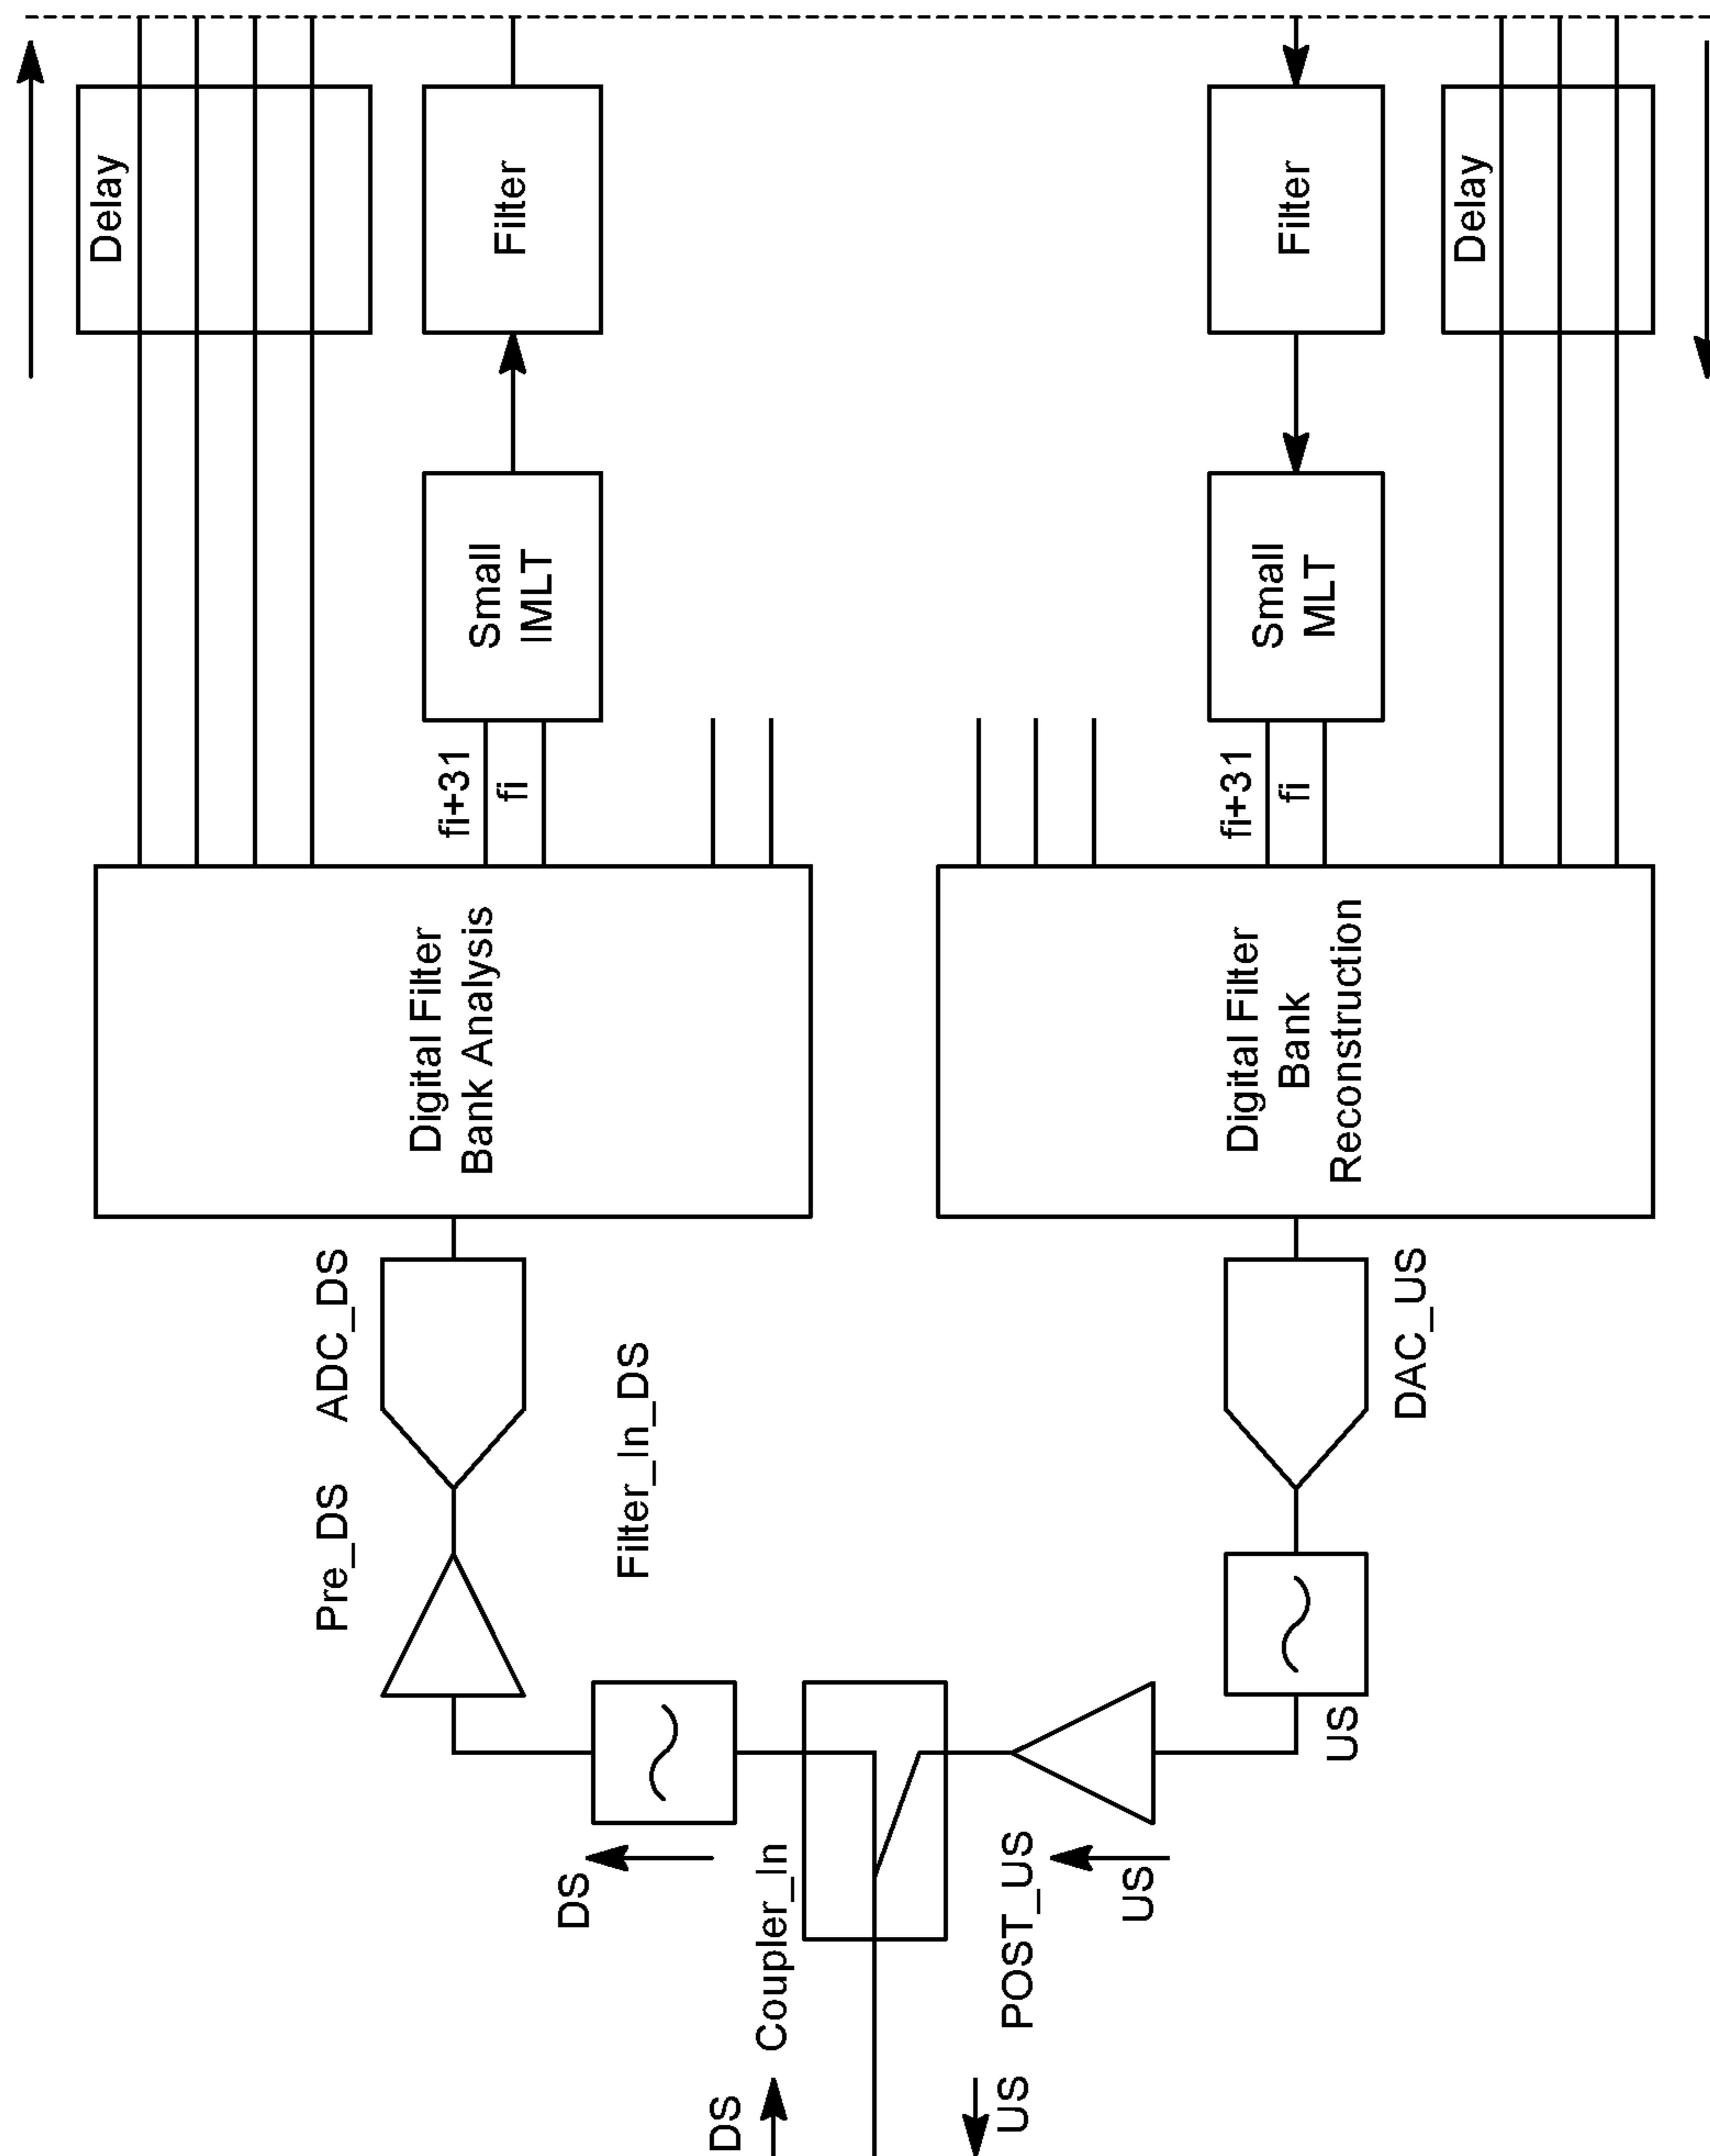 DS
US
Coupler_In
DS
POST_US
US
Filter_In_DS
US
Pre_DS
ADC_DS
DAC_US
Digital Filter
Bank Analysis
Digital Filter
Bank
Reconstruction
fi+31
fi
fi+31
fi
Small
IMLT
Small
MLT
Delay
Filter
Filter
Delay